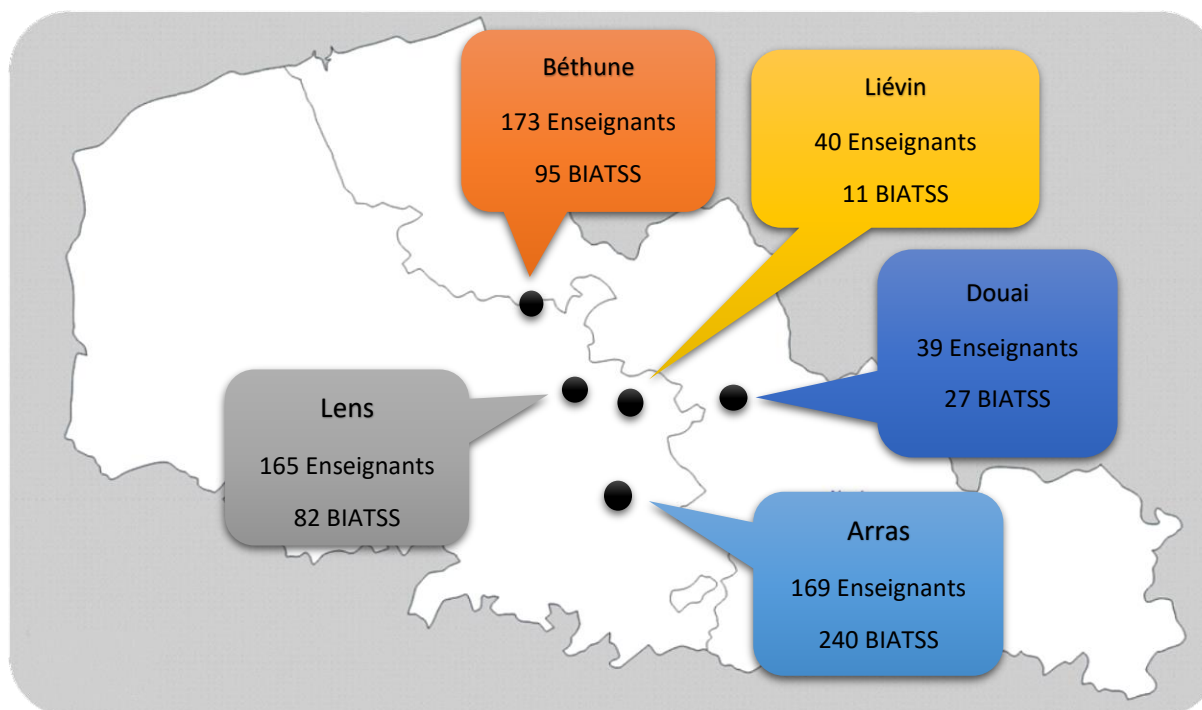 Béthune
173 Enseignants
95 BIATSS
Liévin
40 Enseignants
11 BIATSS
Douai
39 Enseignants
27 BIATSS
Lens
165 Enseignants
82 BIATSS
Arras
169 Enseignants
240 BIATSS